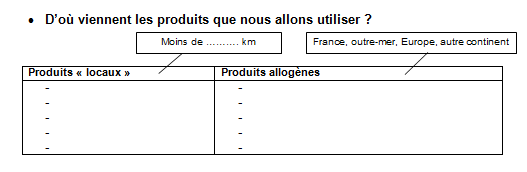 • D’où viennent les produits que nous allons utiliser ?
Moins de .......... km
France, outre-mer, Europe, autre continent
Produits « locaux »
Produits allogènes
-
-
-
-
-
-
-
-
-
-